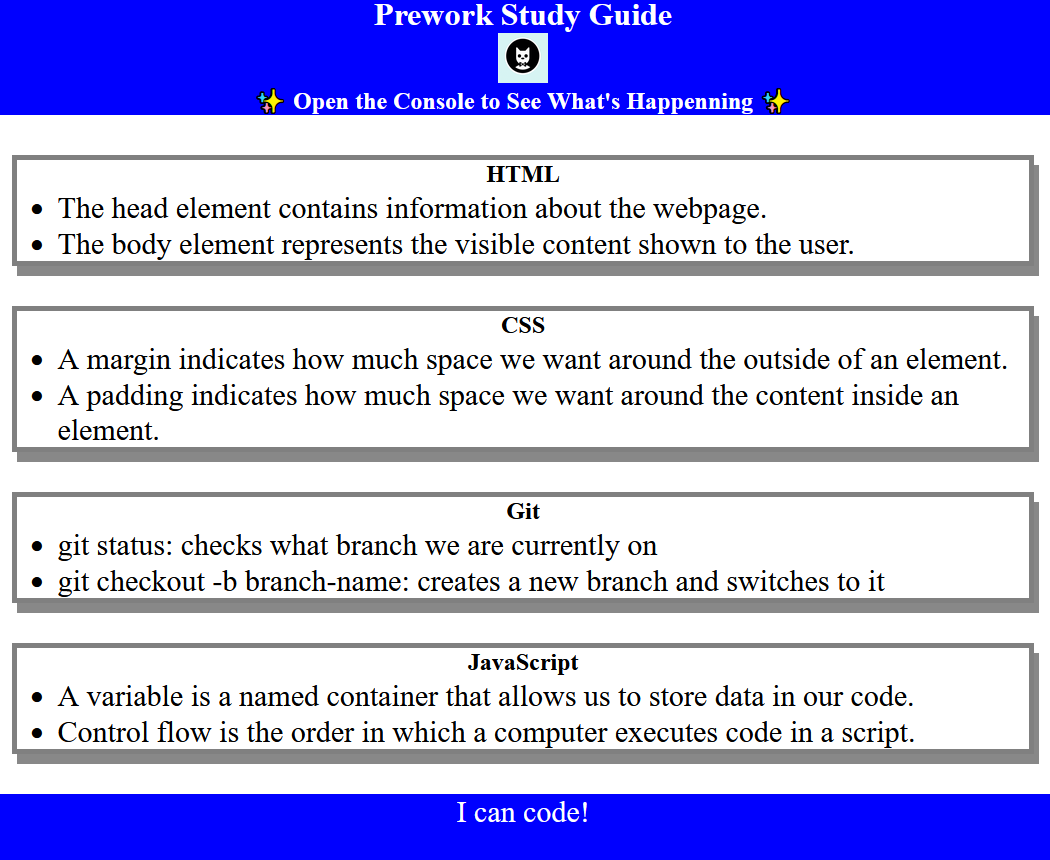 Prework Study Guide
✨ Open the Console to See What's Happenning ✨
HTML
• The head element contains information about the webpage.
• The body element represents the visible content shown to the user.
CSS
• A margin indicates how much space we want around the outside of an element.
• A padding indicates how much space we want around the content inside an
element.
Git
• git status: checks what branch we are currently on
• git checkout -b branch-name: creates a new branch and switches to it
JavaScript
• A variable is a named container that allows us to store data in our code.
• Control flow is the order in which a computer executes code in a script.
I can code!